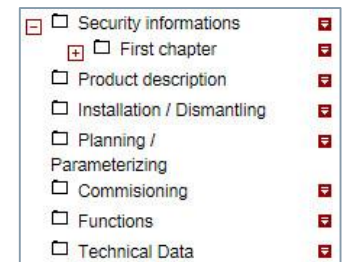 Security informations
First chapter
Product description
Installation / Dismantling
Planning /
Parameterizing
Commisioning
Functions
Technical Data